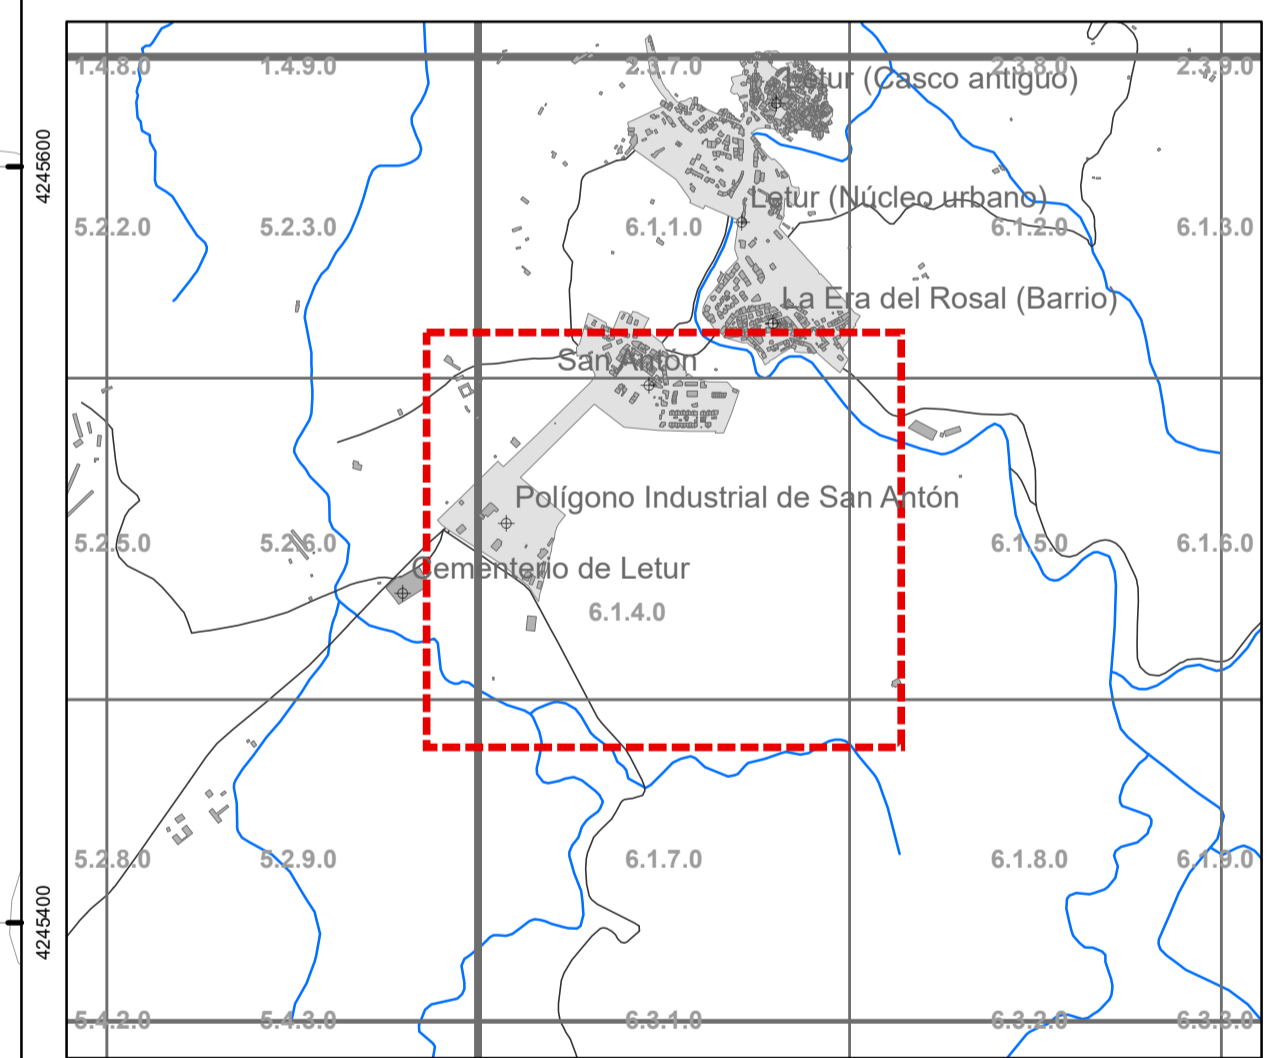 1.4.8.0 1.4.9.0 2.3.7.0 2.3.8.0 2.3.9.0
Letur (Casco antiguo)
4245600
Letur (Núcleo urbano)
5.2.2.0 5.2.3.0 6.1.1.0 6.1.2.0 6.1.3.0
La Era del Rosal (Barrio)
San Antón
Polígono Industrial de San Antón
5.2.5.0 5.2.6.0 6.1.5.0 6.1.6.0
Cementerio de Letur
6.1.4.0
5.2.8.0 5.2.9.0 6.1.7.0 6.1.8.0 6.1.9.0
4245400
5.4.2.0 5.4.3.0 6.3.1.0 6.3.2.0 6.3.3.0